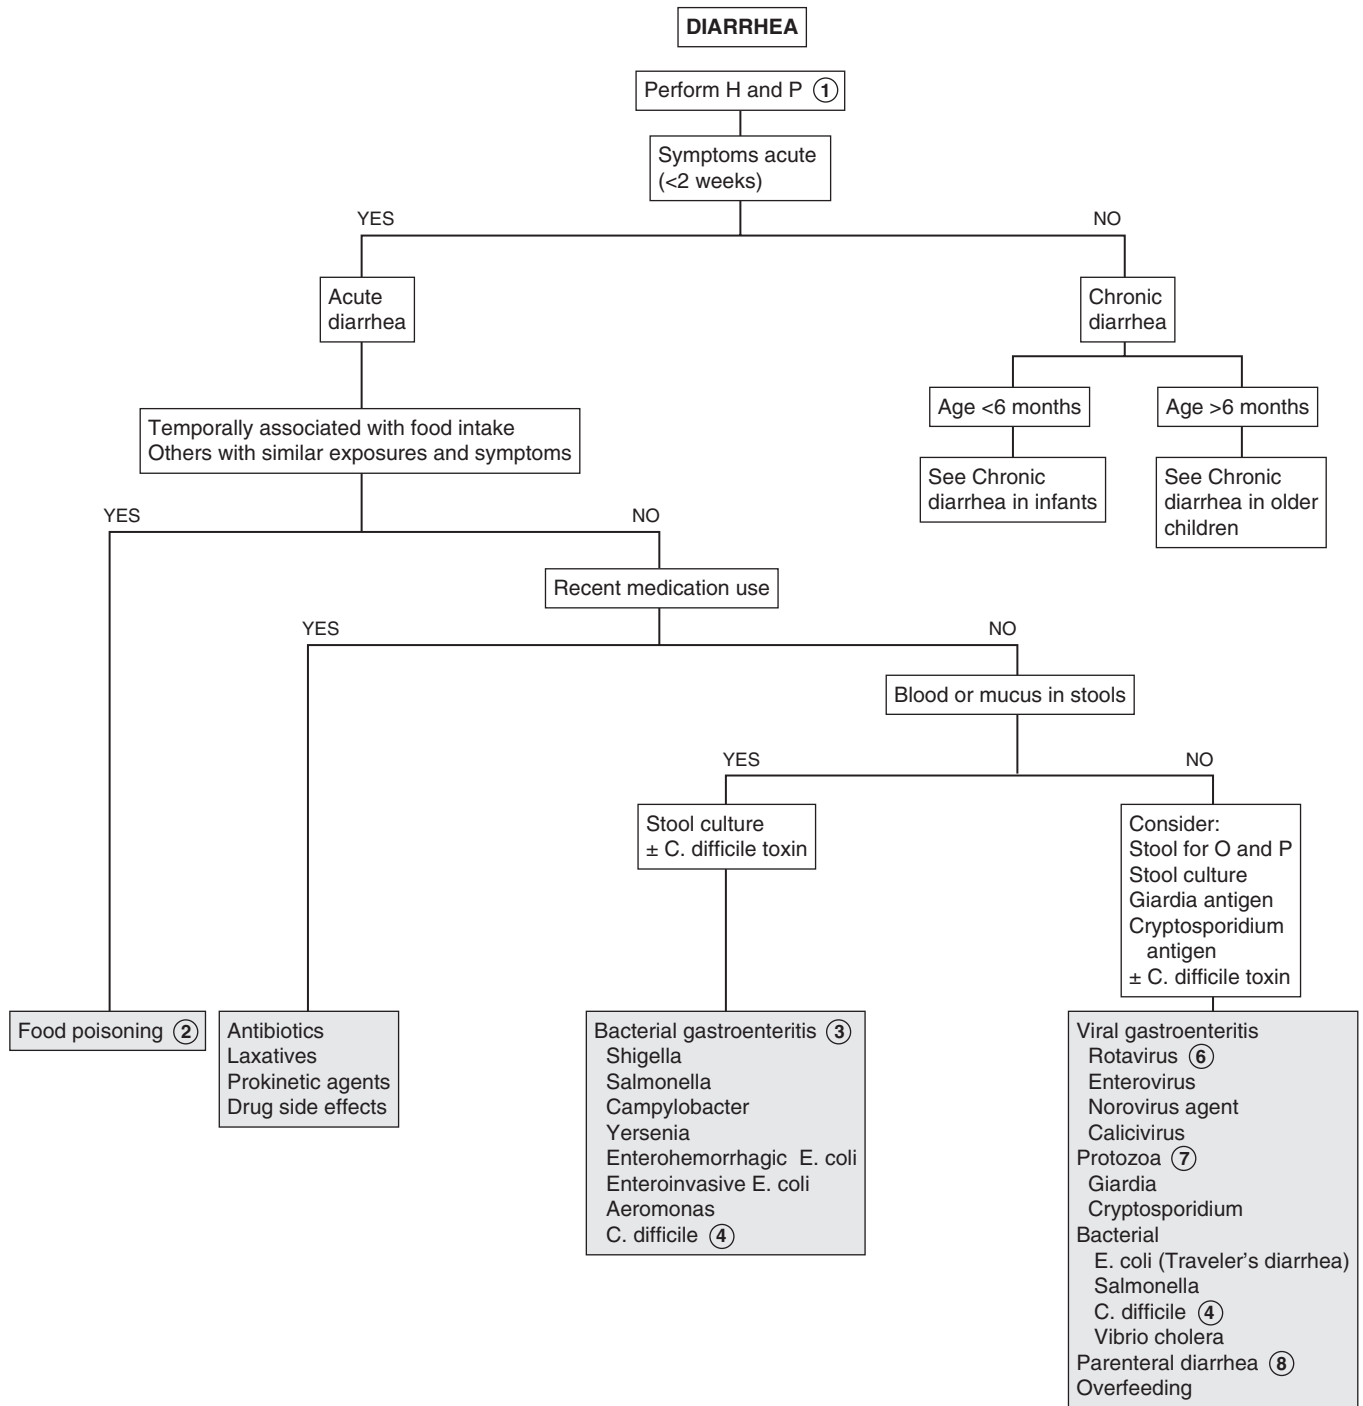 DIARRHEA
Perform H and P ①
Symptoms acute
(<2 weeks)
YES
NO
Acute
diarrhea
Chronic
diarrhea
Age <6 months
Age >6 months
See Chronic
diarrhea in infants
See Chronic
diarrhea in older
children
Temporally associated with food intake
Others with similar exposures and symptoms
YES
NO
Recent medication use
YES
NO
Blood or mucus in stools
YES
NO
Stool culture
± C. difficile toxin
Consider:
Stool for O and P
Stool culture
Giardia antigen
Cryptosporidium
antigen
± C. difficile toxin
Food poisoning ②
Antibiotics
Laxatives
Prokinetic agents
Drug side effects
Bacterial gastroenteritis ③
Shigella
Salmonella
Campylobacter
Yersenia
Enterohemorrhagic E. coli
Enteroinvasive E. coli
Aeromonas
C. difficile ④
Viral gastroenteritis
Rotavirus ⑥
Enterovirus
Norovirus agent
Calicivirus
Protozoa ⑦
Giardia
Cryptosporidium
Bacterial
E. coli (Traveler's diarrhea)
Salmonella
C. difficile ④
Vibrio cholera
Parenteral diarrhea ⑧
Overfeeding